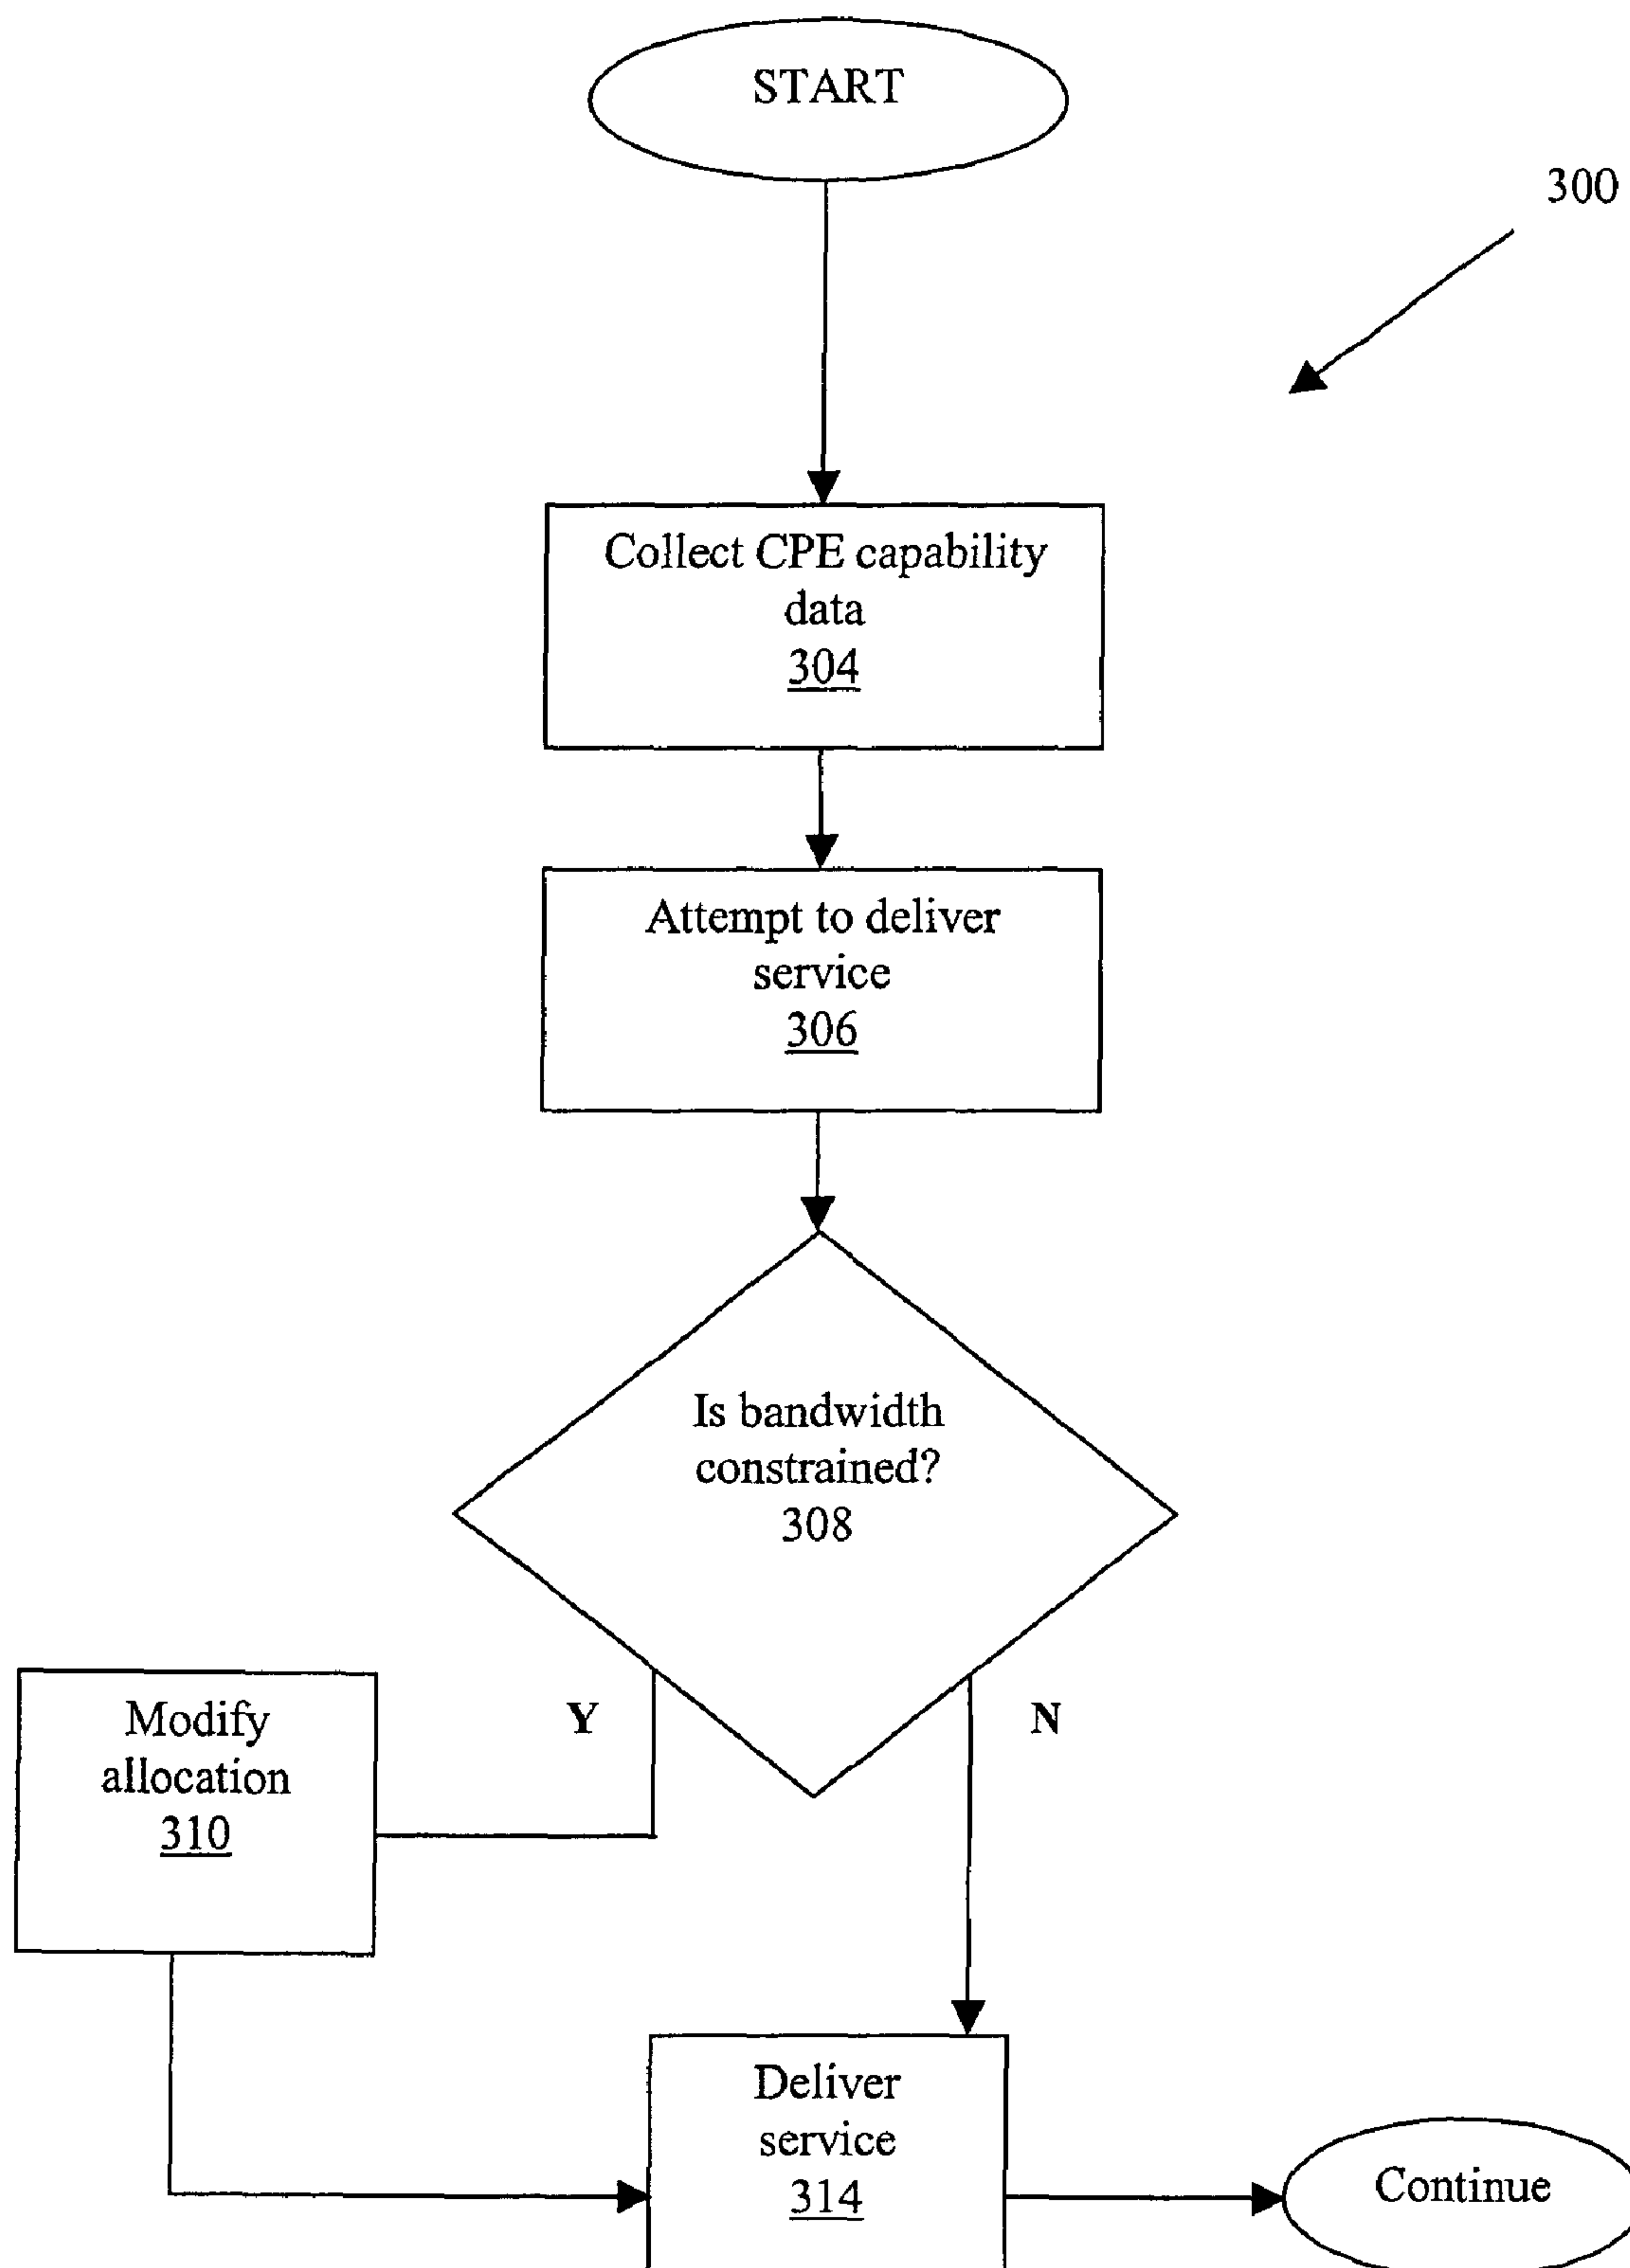 START
300
Collect CPE capability
data
304
Attempt to deliver
service
306
Is bandwidth
constrained?
308
Modify
allocation
310
Y
N
Deliver
service
314
Continue